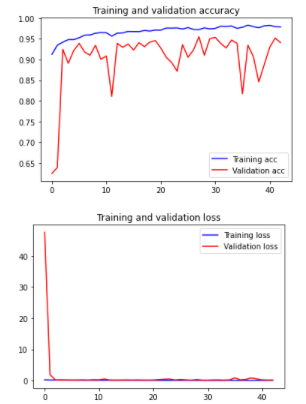 Training and validation accuracy
1.00
0.95
0.90
0.85
0.80
0.75
0.70
0.65
Training acc
Validation acc
0 10 20 30 40
Training and validation loss
Training loss
Validation loss
40
30
20
10
0
0 10 20 30 40